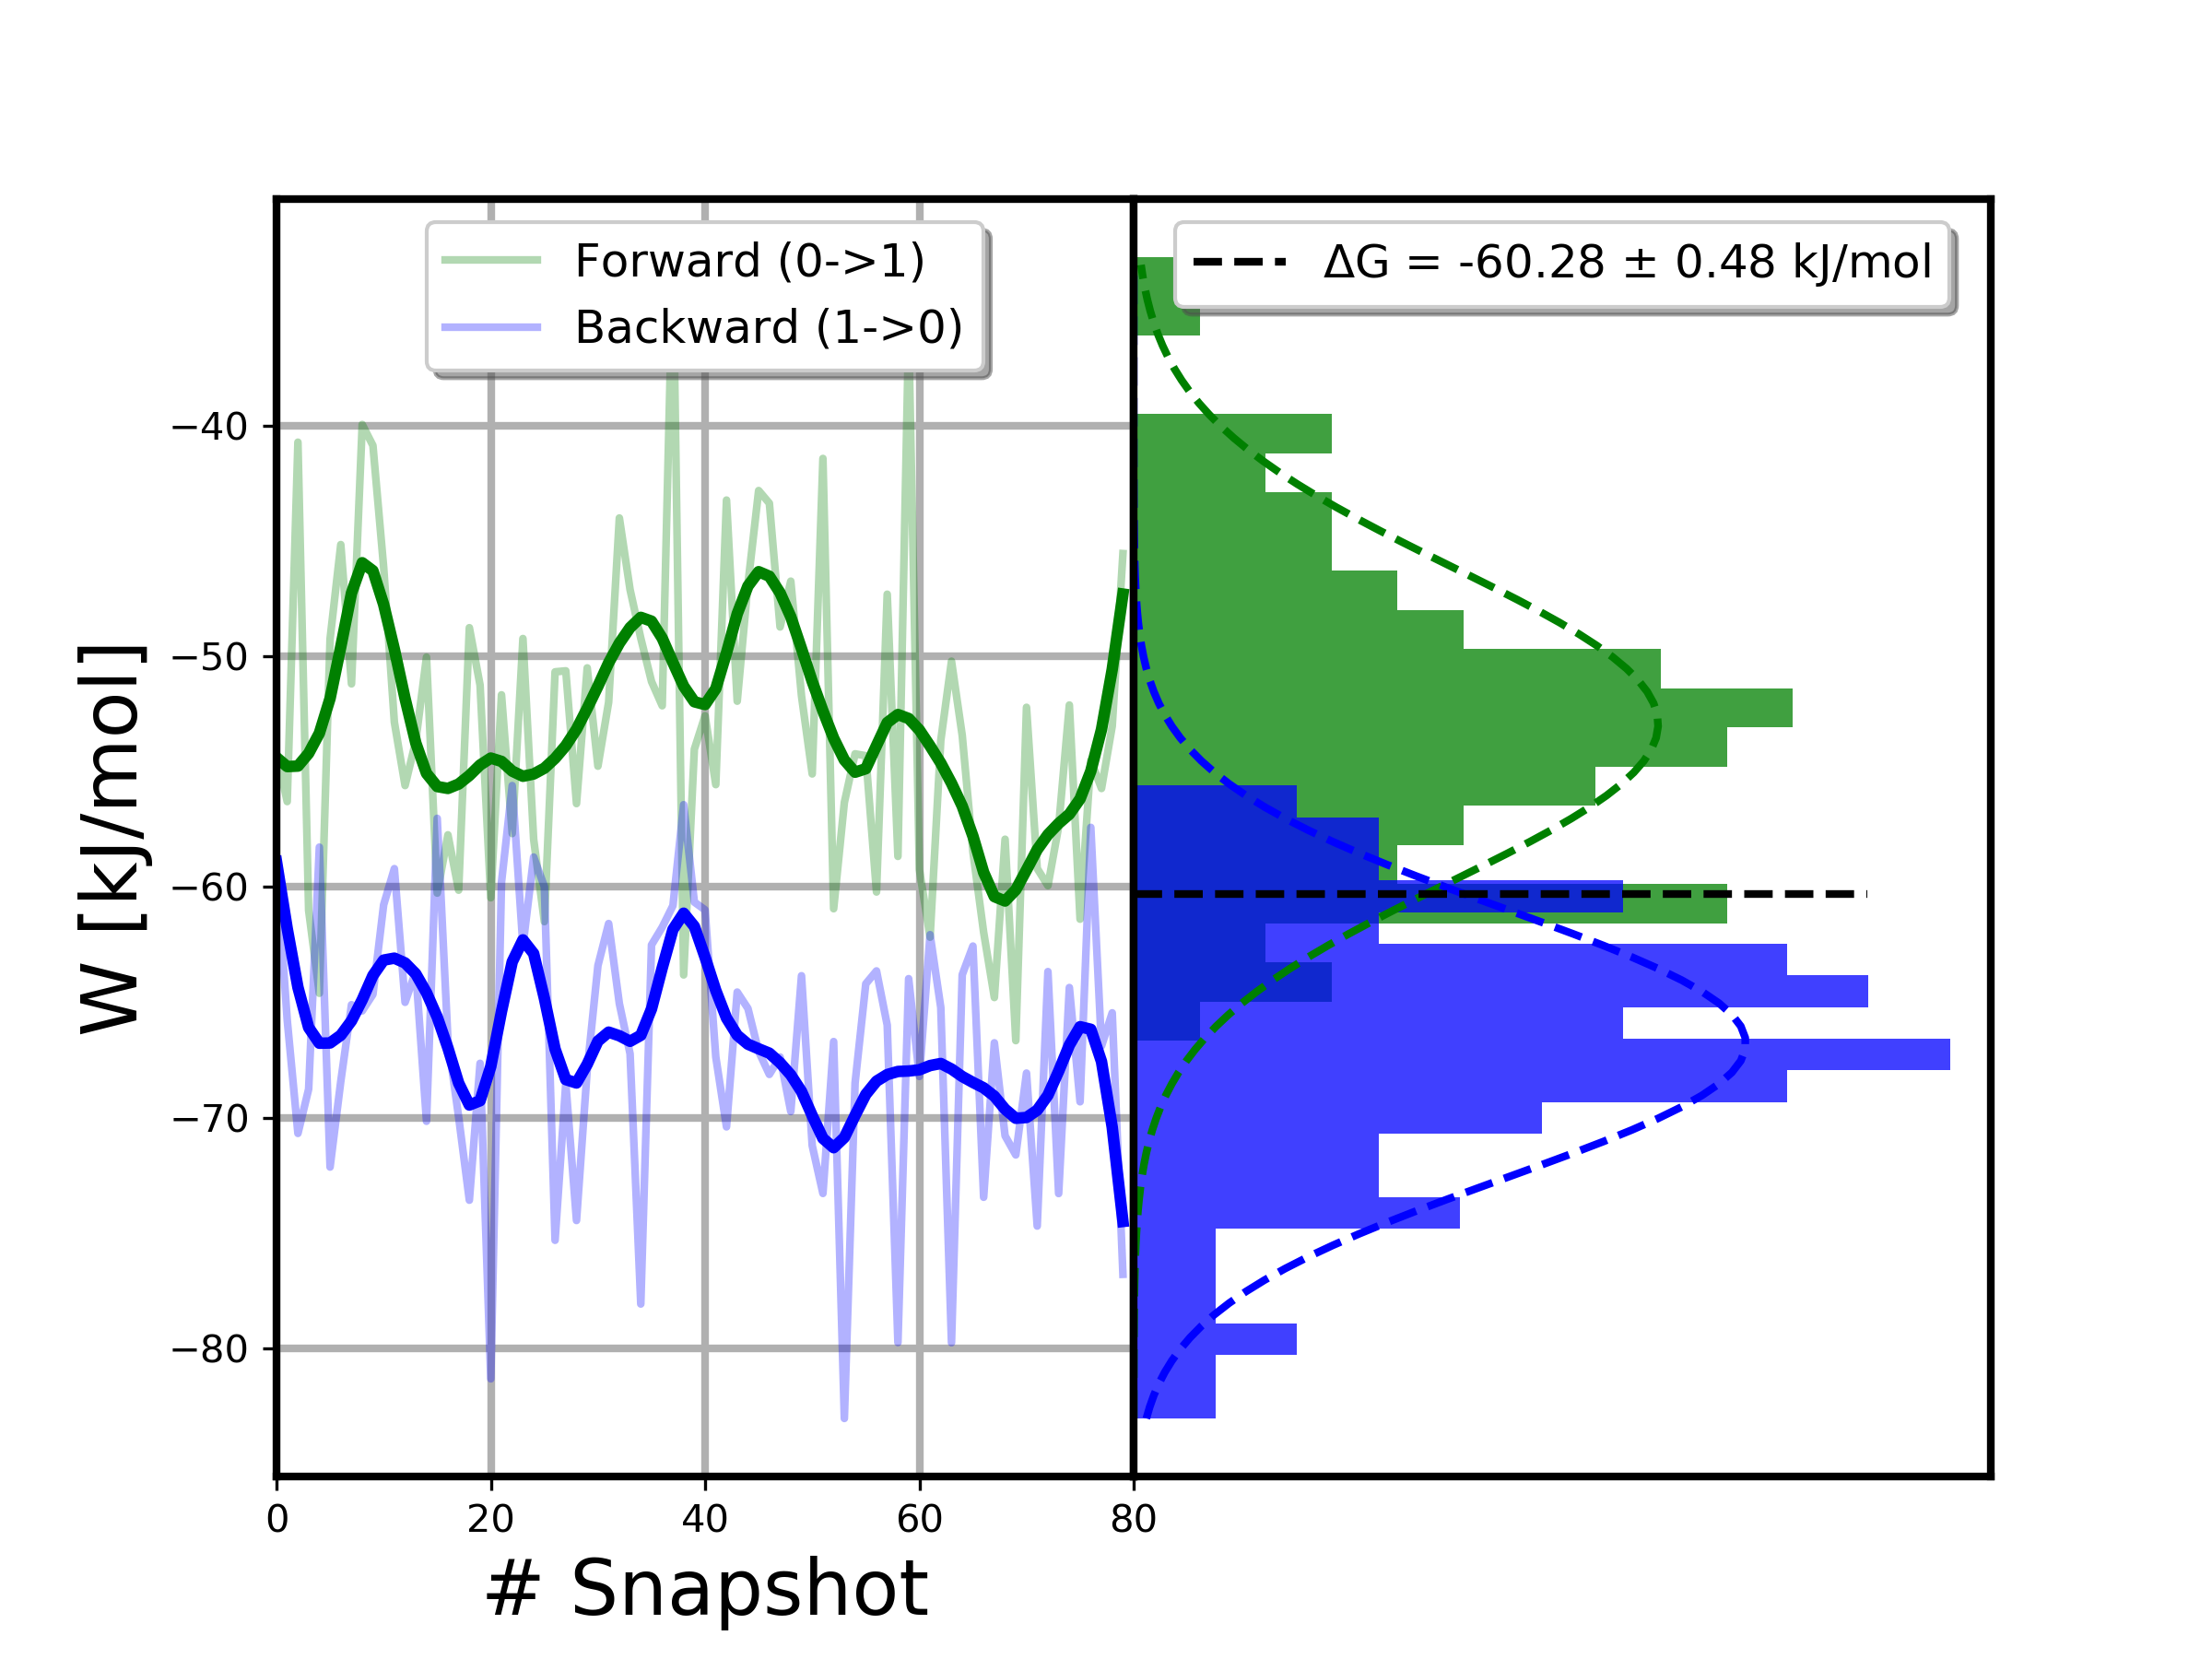 Forward (0->1)
Backward (1->0)
ΔG = -60.28 ± 0.48 kJ/mol
W [kJ/mol]
−40
−50
−60
−70
−80
0 20 40 60 80
# Snapshot